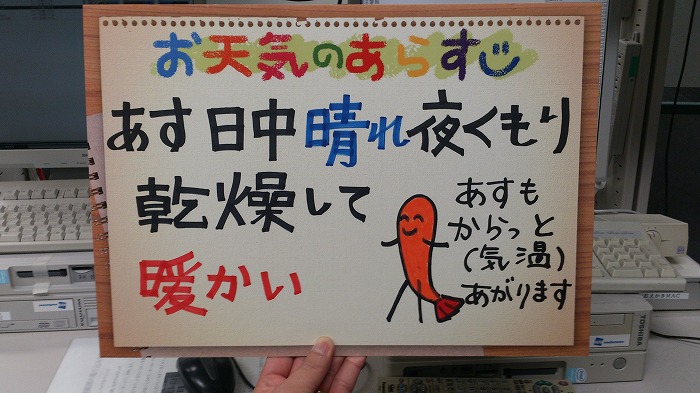 お天気のあらすじ
あす日中晴れ夜くもり
乾燥して
暖かい
あすも
からっと
(気温)
あがります
TOSHIBA